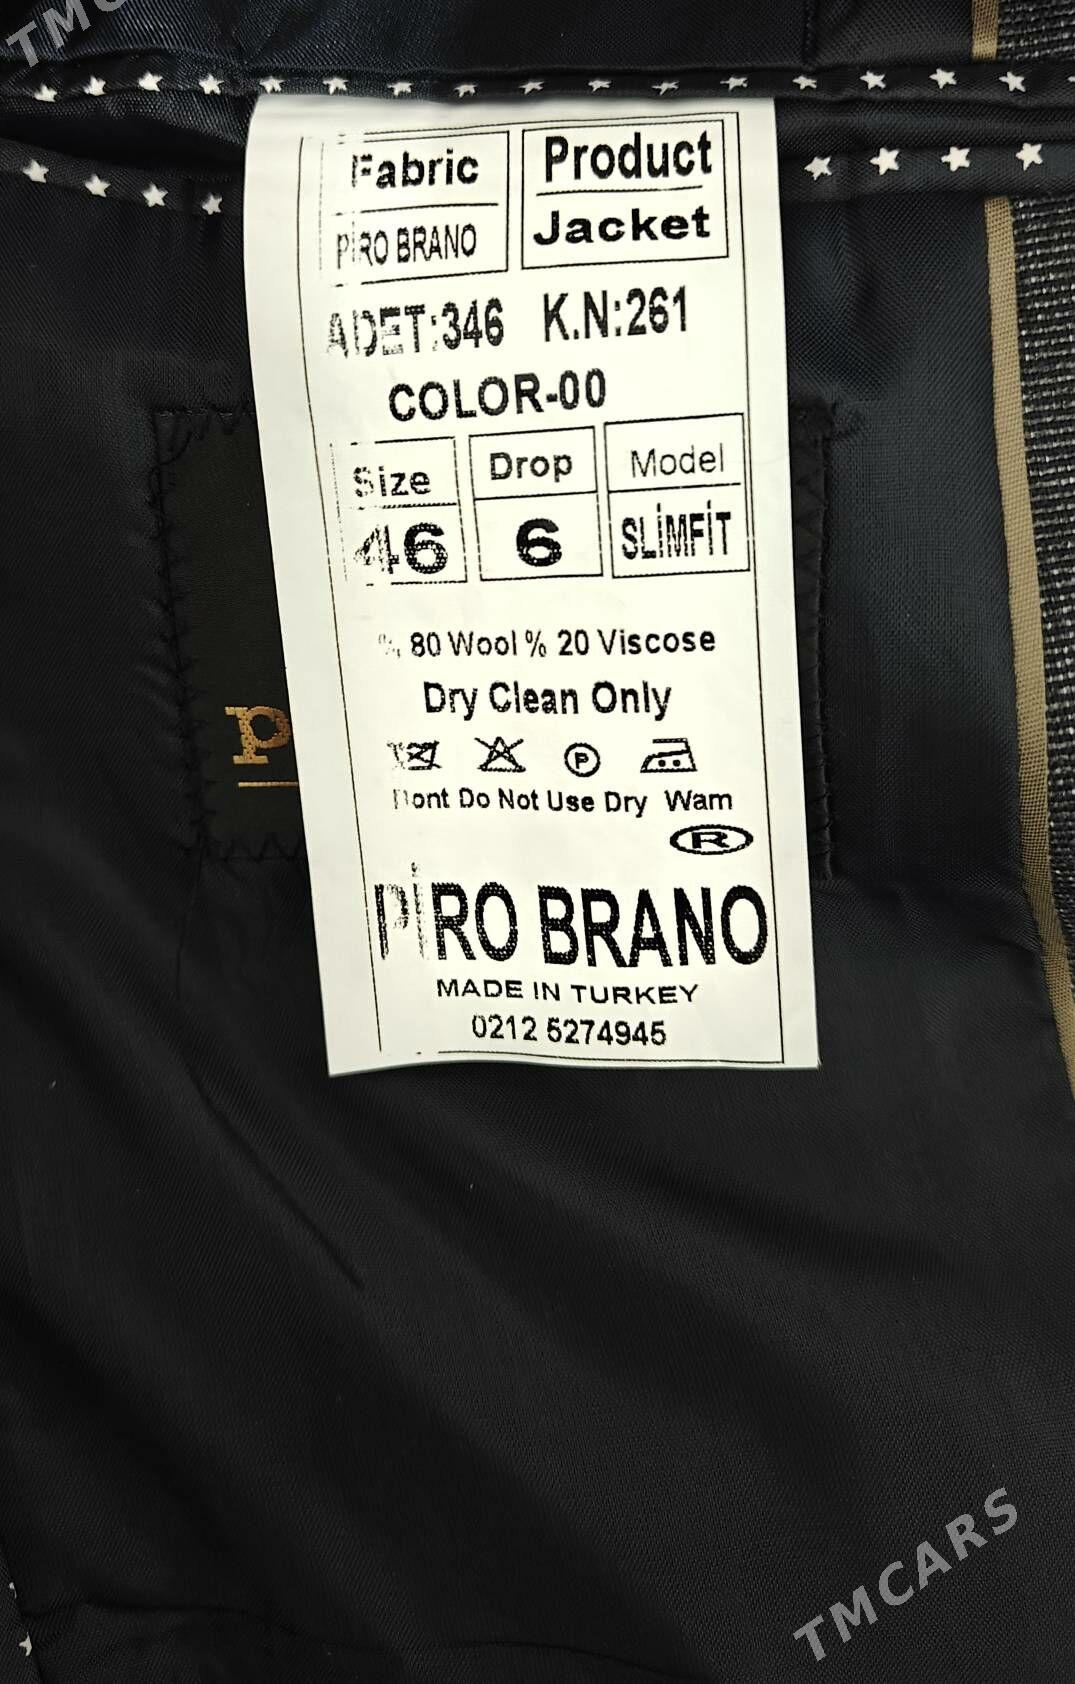 Fabric
PİRO BRANO
Product
Jacket
ADET:346 K.N:261
COLOR-00
Size
46
Drop
6
Model
SLİMFİT
% 80 Wool % 20 Viscose
Dry Clean Only
P
Dont Do Not Use Dry Wam
®
PİRO BRANO
MADE IN TURKEY
0212 5274945
p
TMCARS